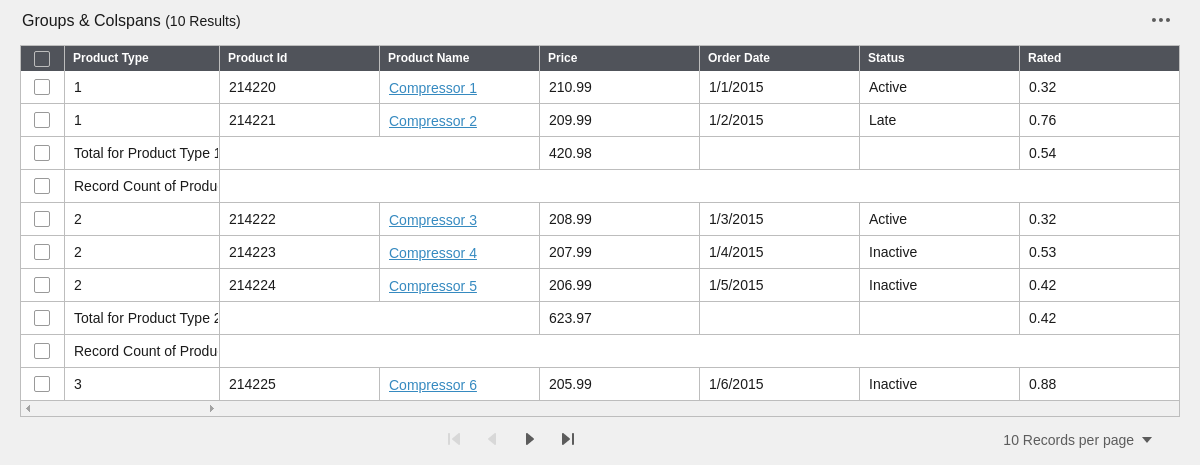 Groups & Colspans (10 Results)
Product Type Product Id Product Name Price Order Date Status Rated
1 214220 Compressor 1 210.99 1/1/2015 Active 0.32
1 214221 Compressor 2 209.99 1/2/2015 Late 0.76
Total for Product Type 1 420.98 0.54
Record Count of Produ
2 214222 Compressor 3 208.99 1/3/2015 Active 0.32
2 214223 Compressor 4 207.99 1/4/2015 Inactive 0.53
2 214224 Compressor 5 206.99 1/5/2015 Inactive 0.42
Total for Product Type 2 623.97 0.42
Record Count of Produ
3 214225 Compressor 6 205.99 1/6/2015 Inactive 0.88
10 Records per page